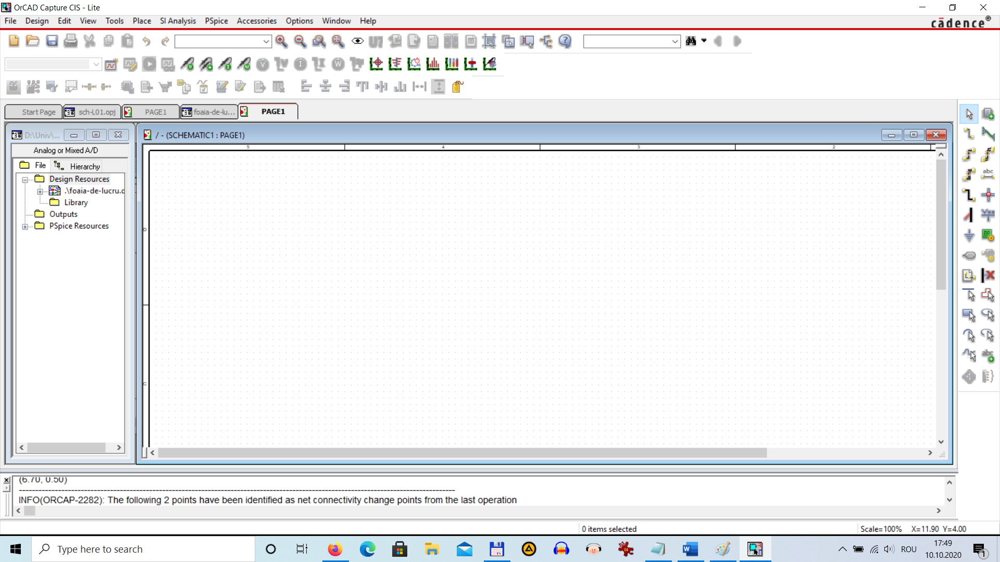 OrCAD Capture CIS - Lite
File Design Edit View Tools Place SI Analysis PSpice Accessories Options Window Help
cādence®
Start Page sch-L01.opj PAGE1 foaia-de-lu... PAGE1
D:\Univ\...
/ - (SCHEMATIC1 : PAGE1)
Analog or Mixed A/D
5 4 3 2
File Hierarchy
Design Resources
.\foaia-de-lucru.d
Library
Outputs
PSpice Resources
D
C
(6.70, 0.50)
INFO(ORCAP-2282): The following 2 points have been identified as net connectivity change points from the last operation
0 items selected
Scale=100% X=11.90 Y=4.00
Type here to search
ROU
17:49
10.10.2020
1